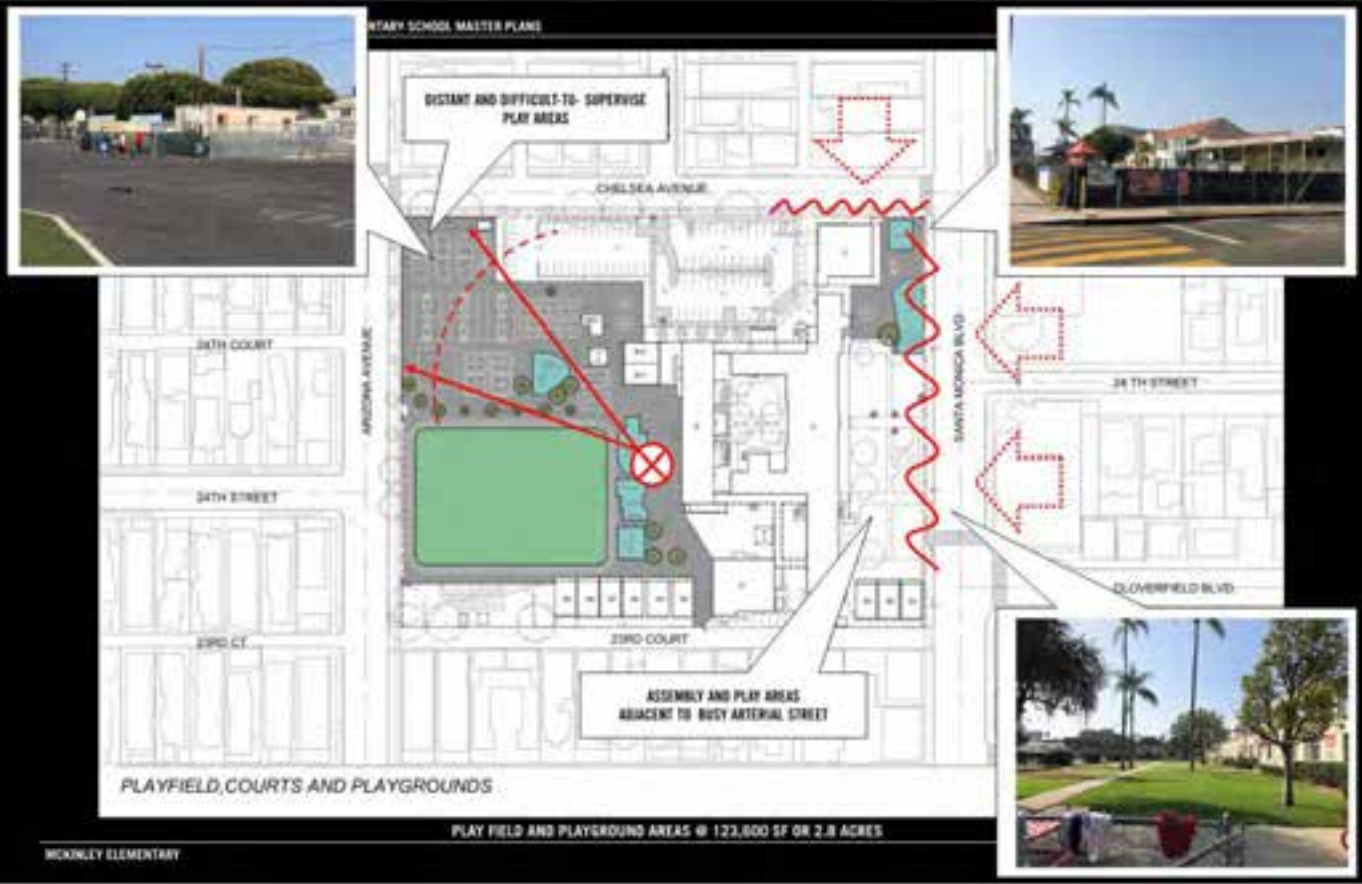 NTARY SCHOOL MASTER PLANS
DISTANT AND DIFFICULT-TO- SUPERVISE
PLAY AREAS
CHELSEA AVENUE
ARIZONA AVENUE
SANTA MONICA BLVD
24TH COURT
24 TH STREET
24TH STREET
CLOVERFIELD BLVD.
23RD CT
23RD COURT
ASSEMBLY AND PLAY AREAS
ADJACENT TO BUSY ARTERIAL STREET
PLAYFIELD,COURTS AND PLAYGROUNDS
PLAY FIELD AND PLAYGROUND AREAS @ 123,600 SF OR 2.8 ACRES
MCKINLEY ELEMENTARY